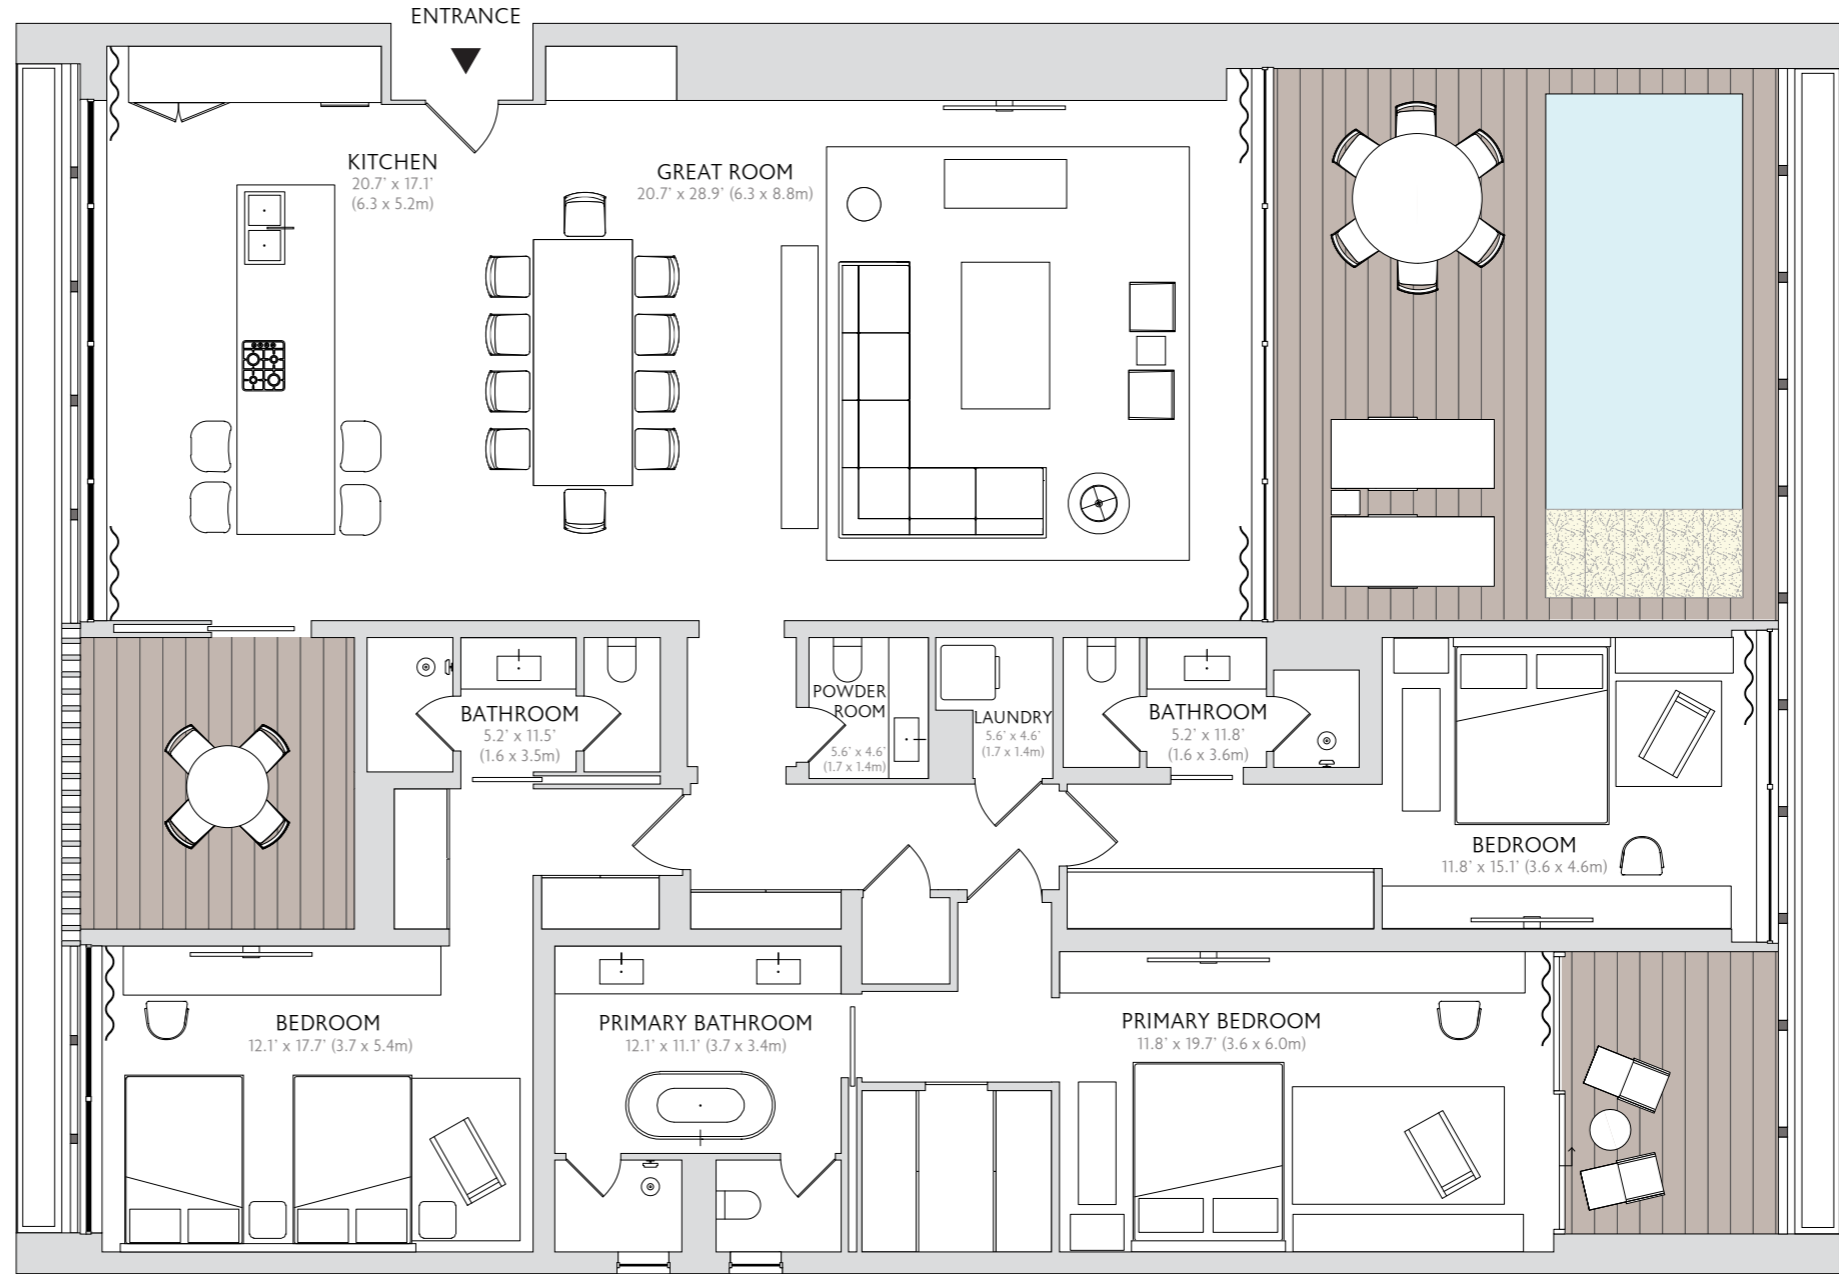 ENTRANCE
KITCHEN
20.7' x 17.1'
(6.3 x 5.2m)
GREAT ROOM
20.7' x 28.9' (6.3 x 8.8m)
BATHROOM
5.2' x 11.5'
(1.6 x 3.5m)
POWDER
ROOM
5.6' x 4.6'
(1.7 x 1.4m)
LAUNDRY
5.6' x 4.6'
(1.7 x 1.4m)
BATHROOM
5.2' x 11.8'
(1.6 x 3.6m)
BEDROOM
11.8' x 15.1' (3.6 x 4.6m)
BEDROOM
12.1' x 17.7' (3.7 x 5.4m)
PRIMARY BATHROOM
12.1' x 11.1' (3.7 x 3.4m)
PRIMARY BEDROOM
11.8' x 19.7' (3.6 x 6.0m)